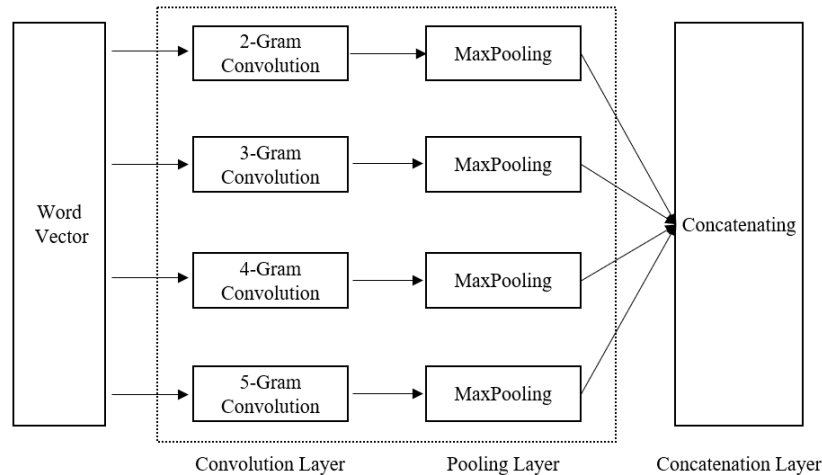 2-Gram
Convolution
MaxPooling
3-Gram
Convolution
MaxPooling
Word
Vector
Concatenating
4-Gram
Convolution
MaxPooling
5-Gram
Convolution
MaxPooling
Convolution Layer
Pooling Layer
Concatenation Layer